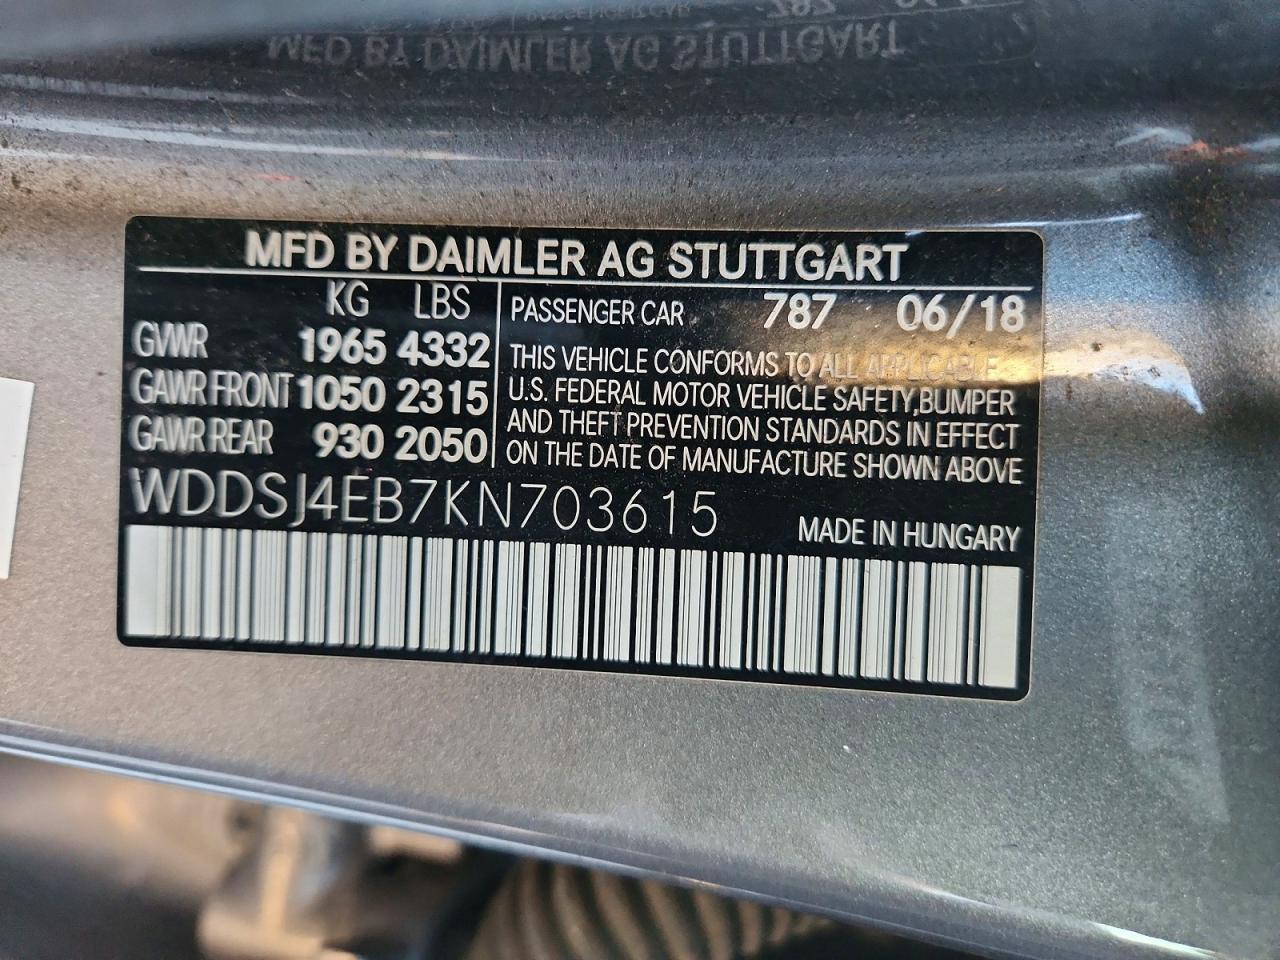 MFD BY DAIMLER AG STUTTGART
KG LBS
GVWR 1965 4332
GAWR FRONT 1050 2315
GAWR REAR 930 2050
PASSENGER CAR 787 06/18
THIS VEHICLE CONFORMS TO ALL APPLICABLE
U.S. FEDERAL MOTOR VEHICLE SAFETY,BUMPER
AND THEFT PREVENTION STANDARDS IN EFFECT
ON THE DATE OF MANUFACTURE SHOWN ABOVE
WDDSJ4EB7KN703615
MADE IN HUNGARY